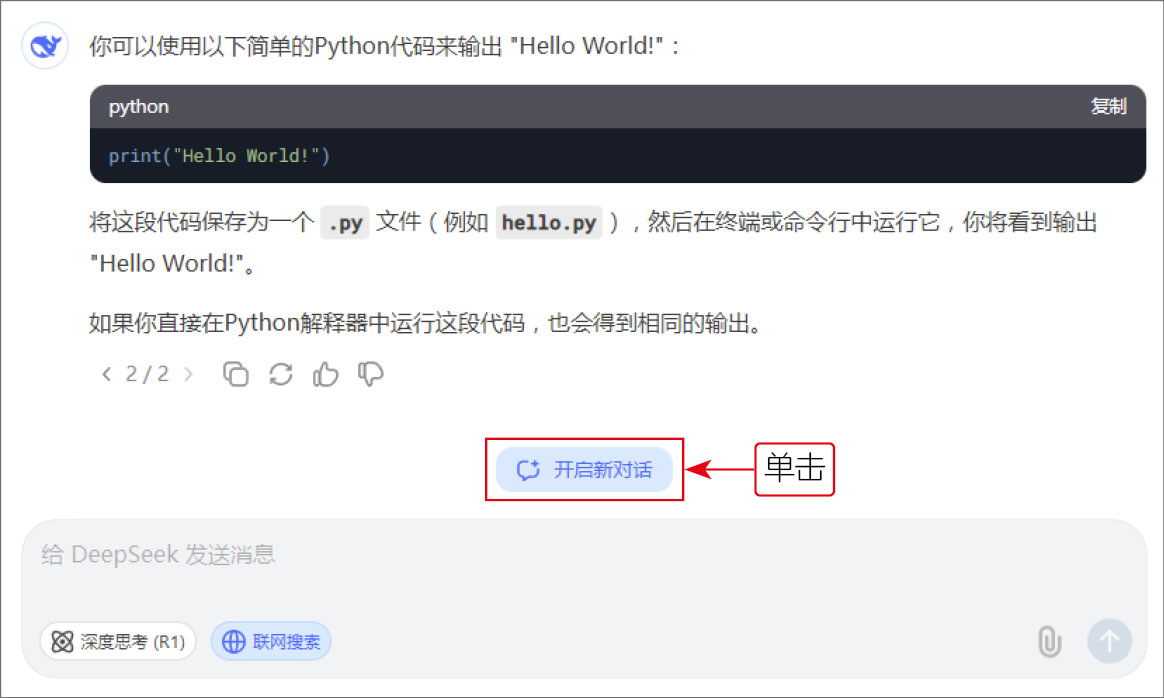 你可以使用以下简单的Python代码来输出 "Hello World!"：
python 复制
print("Hello World!")
将这段代码保存为一个 .py 文件（例如 hello.py ），然后在终端或命令行中运行它，你将看到输出
"Hello World!"。
如果你直接在Python解释器中运行这段代码，也会得到相同的输出。
< 2 / 2 >
开启新对话 单击
给 DeepSeek 发送消息
深度思考 (R1) 联网搜索